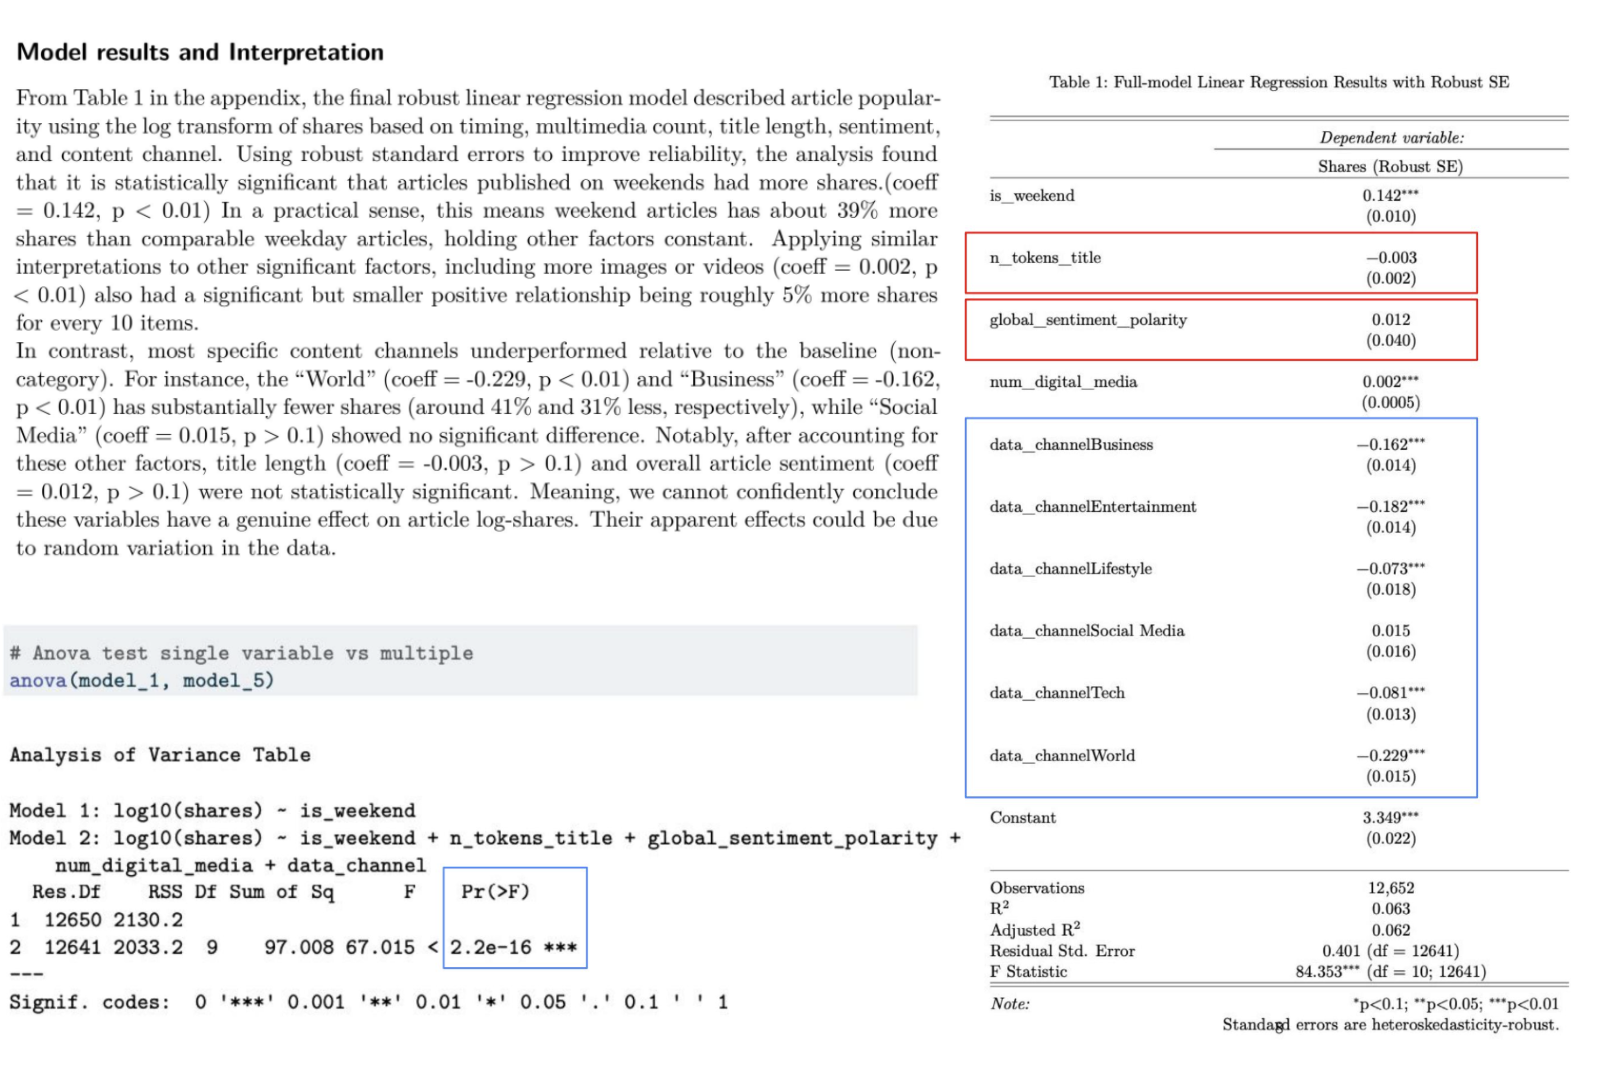 Model results and Interpretation
From Table 1 in the appendix, the final robust linear regression model described article popular-
ity using the log transform of shares based on timing, multimedia count, title length, sentiment,
and content channel. Using robust standard errors to improve reliability, the analysis found
that it is statistically significant that articles published on weekends had more shares.(coeff
= 0.142, p < 0.01) In a practical sense, this means weekend articles has about 39% more
shares than comparable weekday articles, holding other factors constant. Applying similar
interpretations to other significant factors, including more images or videos (coeff = 0.002, p
< 0.01) also had a significant but smaller positive relationship being roughly 5% more shares
for every 10 items.
In contrast, most specific content channels underperformed relative to the baseline (non-
category). For instance, the “World” (coeff = -0.229, p < 0.01) and “Business” (coeff = -0.162,
p < 0.01) has substantially fewer shares (around 41% and 31% less, respectively), while “Social
Media” (coeff = 0.015, p > 0.1) showed no significant difference. Notably, after accounting for
these other factors, title length (coeff = -0.003, p > 0.1) and overall article sentiment (coeff
= 0.012, p > 0.1) were not statistically significant. Meaning, we cannot confidently conclude
these variables have a genuine effect on article log-shares. Their apparent effects could be due
to random variation in the data.
# Anova test single variable vs multiple
anova(model_1, model_5)
Analysis of Variance Table
Model 1: log10(shares) ~ is_weekend
Model 2: log10(shares) ~ is_weekend + n_tokens_title + global_sentiment_polarity +
num_digital_media + data_channel
Res.Df RSS Df Sum of Sq F Pr(>F)
1 12650 2130.2
2 12641 2033.2 9 97.008 67.015 < 2.2e-16 ***
---
Signif. codes: 0 '***' 0.001 '**' 0.01 '*' 0.05 '.' 0.1 ' ' 1
Table 1: Full-model Linear Regression Results with Robust SE
Dependent variable:
Shares (Robust SE)
is_weekend 0.142***
(0.010)
n_tokens_title −0.003
(0.002)
global_sentiment_polarity 0.012
(0.040)
num_digital_media 0.002***
(0.0005)
data_channelBusiness −0.162***
(0.014)
data_channelEntertainment −0.182***
(0.014)
data_channelLifestyle −0.073***
(0.018)
data_channelSocial Media 0.015
(0.016)
data_channelTech −0.081***
(0.013)
data_channelWorld −0.229***
(0.015)
Constant 3.349***
(0.022)
Observations 12,652
R² 0.063
Adjusted R² 0.062
Residual Std. Error 0.401 (df = 12641)
F Statistic 84.353*** (df = 10; 12641)
Note: *p<0.1; **p<0.05; ***p<0.01
Standard errors are heteroskedasticity-robust.